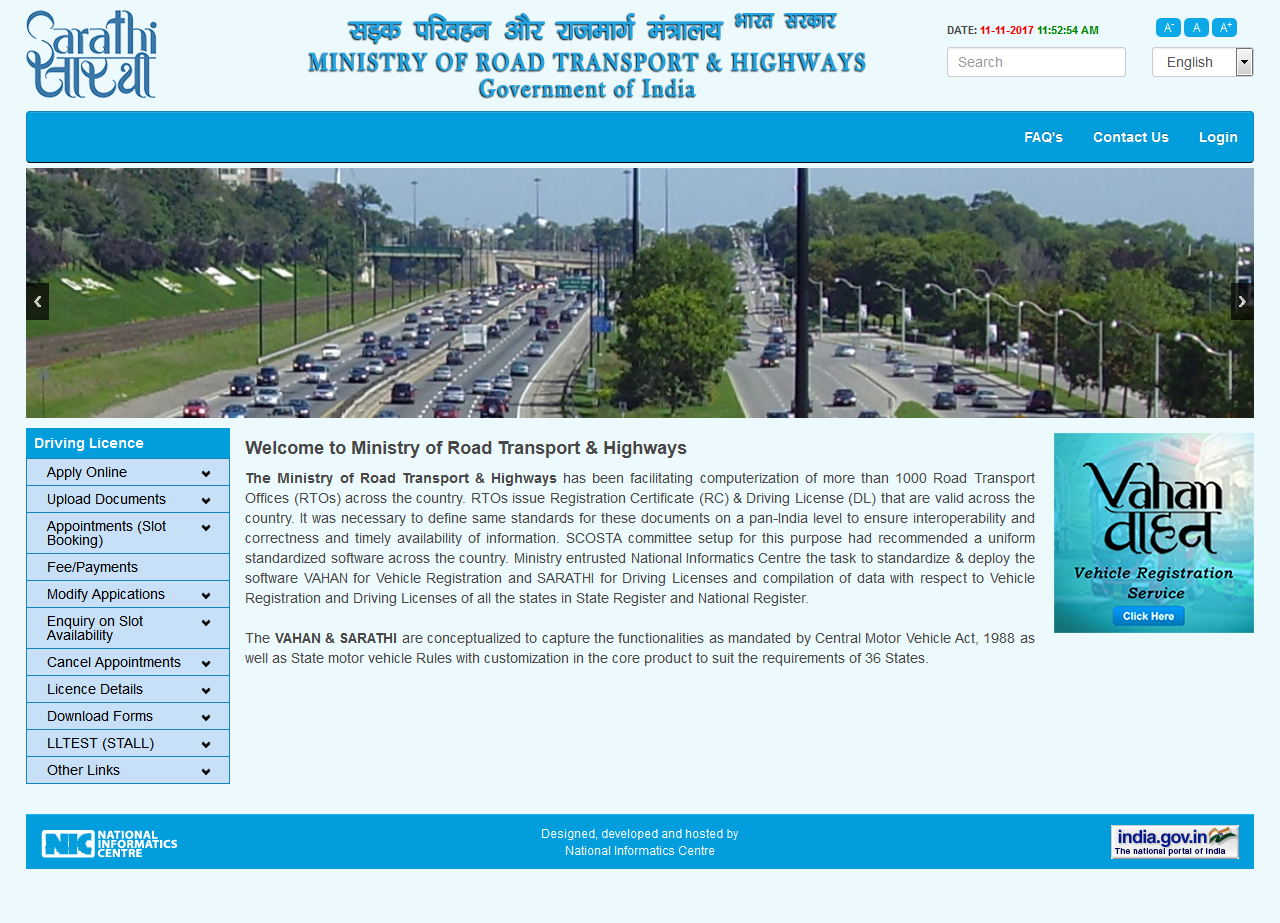 Sarathi
सारथी
सड़क परिवहन और राजमार्ग मंत्रालय भारत सरकार
MINISTRY OF ROAD TRANSPORT & HIGHWAYS
Government of India
DATE: 11-11-2017 11:52:54 AM
A- A A+
Search
English
FAQ's Contact Us Login
Driving Licence
Apply Online
Upload Documents
Appointments (Slot
Booking)
Fee/Payments
Modify Appications
Enquiry on Slot
Availability
Cancel Appointments
Licence Details
Download Forms
LLTEST (STALL)
Other Links
Welcome to Ministry of Road Transport & Highways
The Ministry of Road Transport & Highways has been facilitating computerization of more than 1000 Road Transport
Offices (RTOs) across the country. RTOs issue Registration Certificate (RC) & Driving License (DL) that are valid across the
country. It was necessary to define same standards for these documents on a pan-India level to ensure interoperability and
correctness and timely availability of information. SCOSTA committee setup for this purpose had recommended a uniform
standardized software across the country. Ministry entrusted National Informatics Centre the task to standardize & deploy the
software VAHAN for Vehicle Registration and SARATHI for Driving Licenses and compilation of data with respect to Vehicle
Registration and Driving Licenses of all the states in State Register and National Register.
The VAHAN & SARATHI are conceptualized to capture the functionalities as mandated by Central Motor Vehicle Act, 1988 as
well as State motor vehicle Rules with customization in the core product to suit the requirements of 36 States.
Vahan
वाहन
Vehicle Registration
Service
Click Here
NIC NATIONAL
INFORMATICS
CENTRE
Designed, developed and hosted by
National Informatics Centre
india.gov.in
The national portal of India